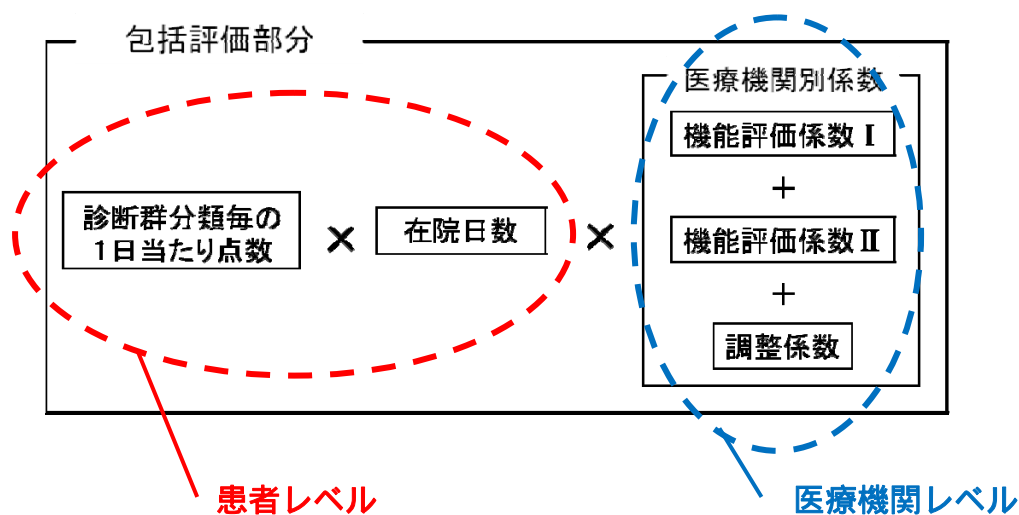 包括評価部分
医療機関別係数
機能評価係数Ⅰ
+
診断群分類毎の
1日当たり点数
×
在院日数
×
機能評価係数Ⅱ
+
調整係数
患者レベル
医療機関レベル